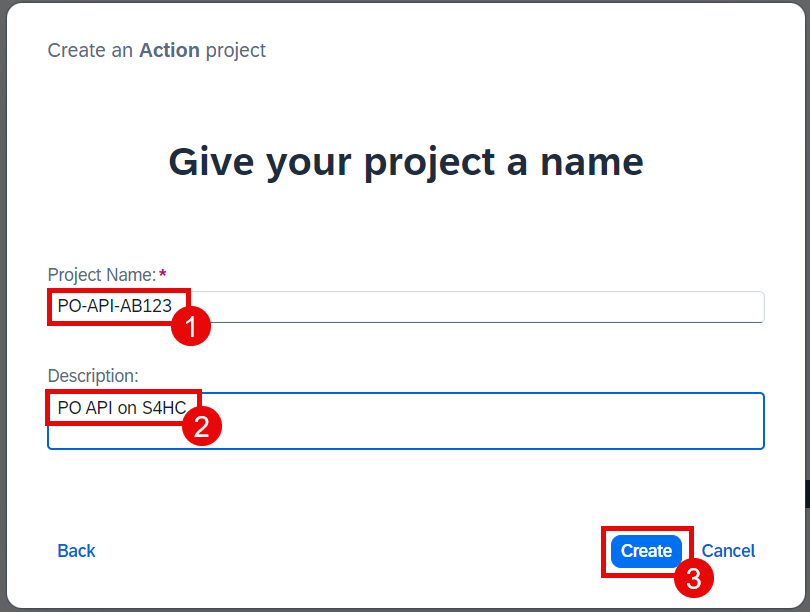 Create an Action project
Give your project a name
Project Name:*
PO-API-AB123
1
Description:
PO API on S4HC
2
Back
Create
Cancel
3